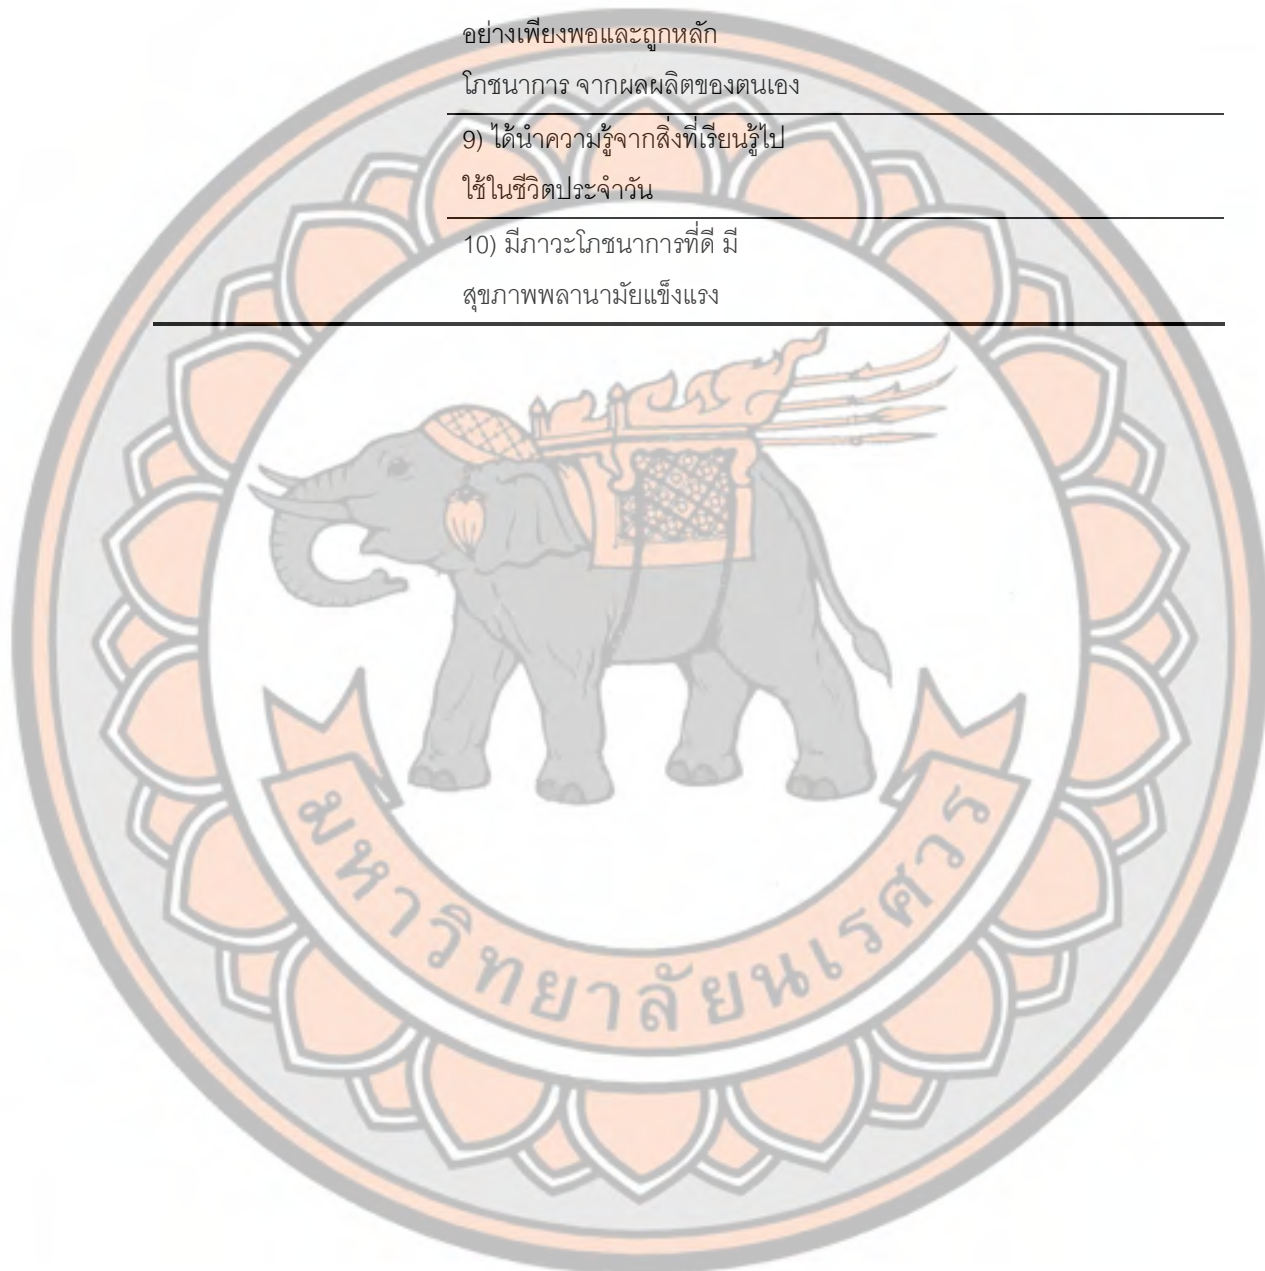 อย่างเพียงพอและถูกหลัก
โภชนาการ จากผลผลิตของตนเอง
9) ได้นำความรู้จากสิ่งที่เรียนรู้ไป
ใช้ในชีวิตประจำวัน
10) มีภาวะโภชนาการที่ดี มี
สุขภาพพลานามัยแข็งแรง
มหาวิทยาลัยนเรศวร